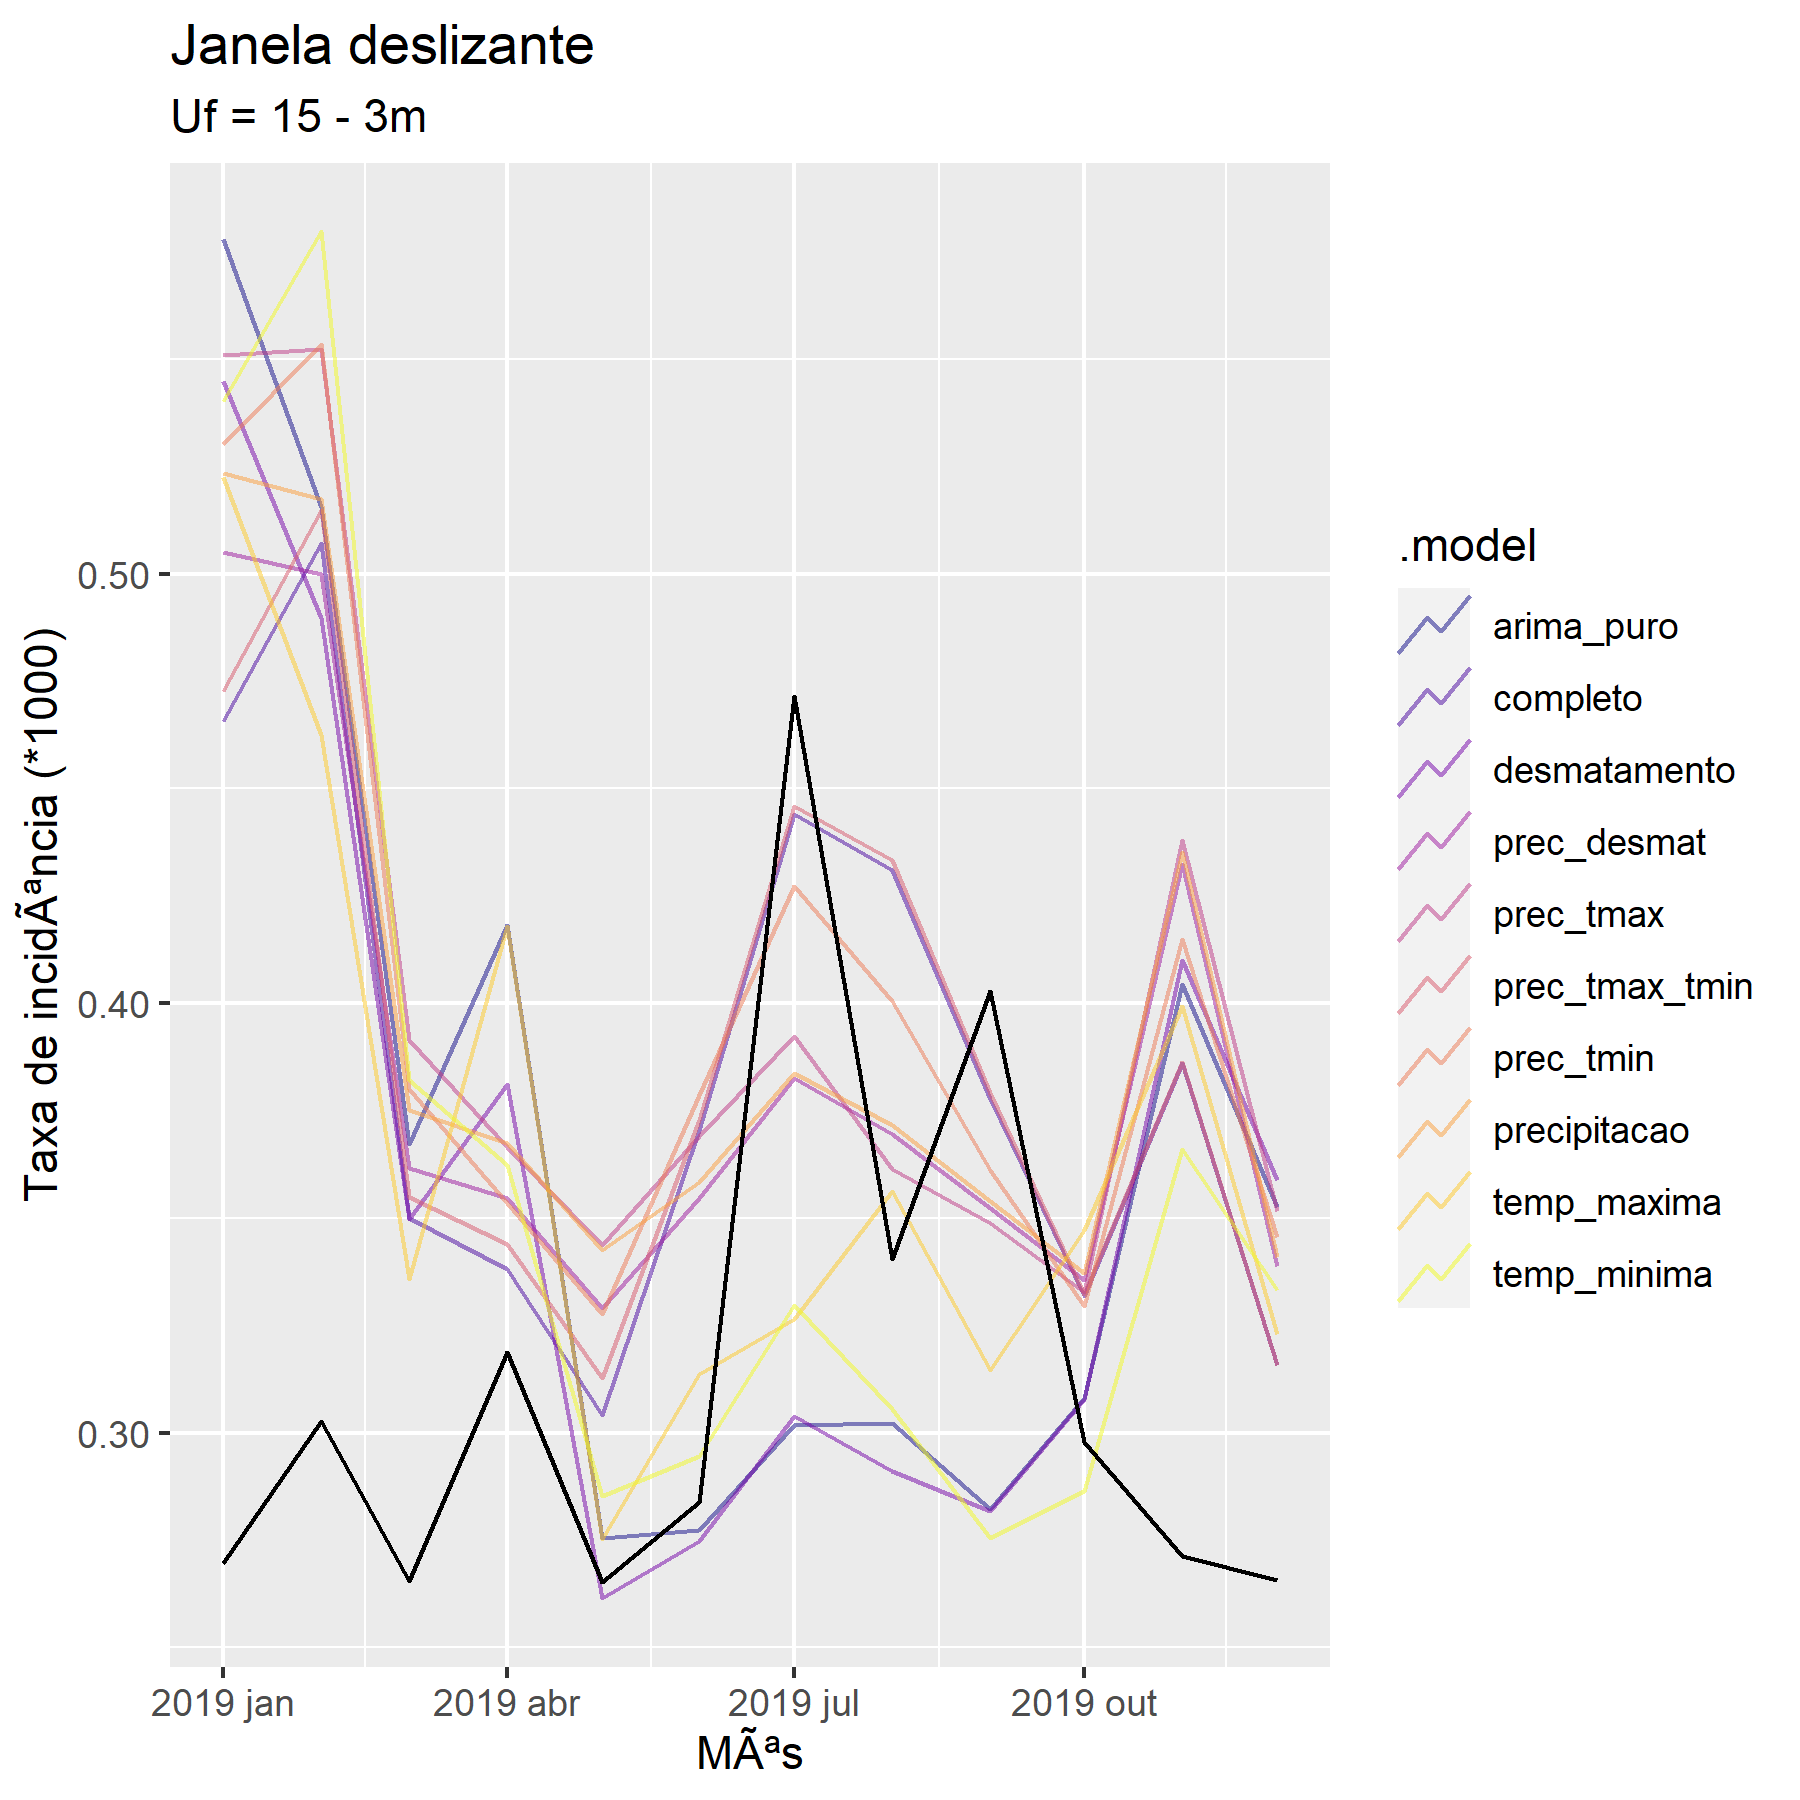 Janela deslizante
Uf = 15 - 3m
Taxa de incidÃªncia (*1000)
0.50
0.40
0.30
2019 jan
2019 abr
2019 jul
2019 out
MÃªs
.model
arima_puro
completo
desmatamento
prec_desmat
prec_tmax
prec_tmax_tmin
prec_tmin
precipitacao
temp_maxima
temp_minima